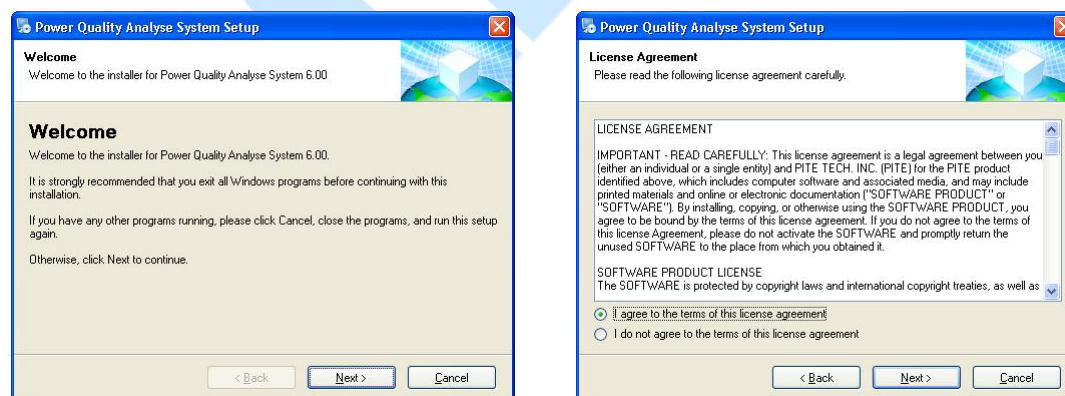 Power Quality Analyse System Setup
Welcome
Welcome to the installer for Power Quality Analyse System 6.00
Welcome
Welcome to the installer for Power Quality Analyse System 6.00.
It is strongly recommended that you exit all Windows programs before continuing with this
installation.
If you have any other programs running, please click Cancel, close the programs, and run this setup
again.
Otherwise, click Next to continue.
< Back
Next >
Cancel
Power Quality Analyse System Setup
License Agreement
Please read the following license agreement carefully.
LICENSE AGREEMENT
IMPORTANT - READ CAREFULLY: This license agreement is a legal agreement between you
(either an individual or a single entity) and PITE TECH. INC. (PITE) for the PITE product
identified above, which includes computer software and associated media, and may include
printed materials and online or electronic documentation ("SOFTWARE PRODUCT" or
"SOFTWARE"). By installing, copying, or otherwise using the SOFTWARE PRODUCT, you
agree to be bound by the terms of this license agreement. If you do not agree to the terms of
this license Agreement, please do not activate the SOFTWARE and promptly return the
unused SOFTWARE to the place from which you obtained it.
SOFTWARE PRODUCT LICENSE
The SOFTWARE is protected by copyright laws and international copyright treaties, as well as
I agree to the terms of this license agreement
I do not agree to the terms of this license agreement
< Back
Next >
Cancel